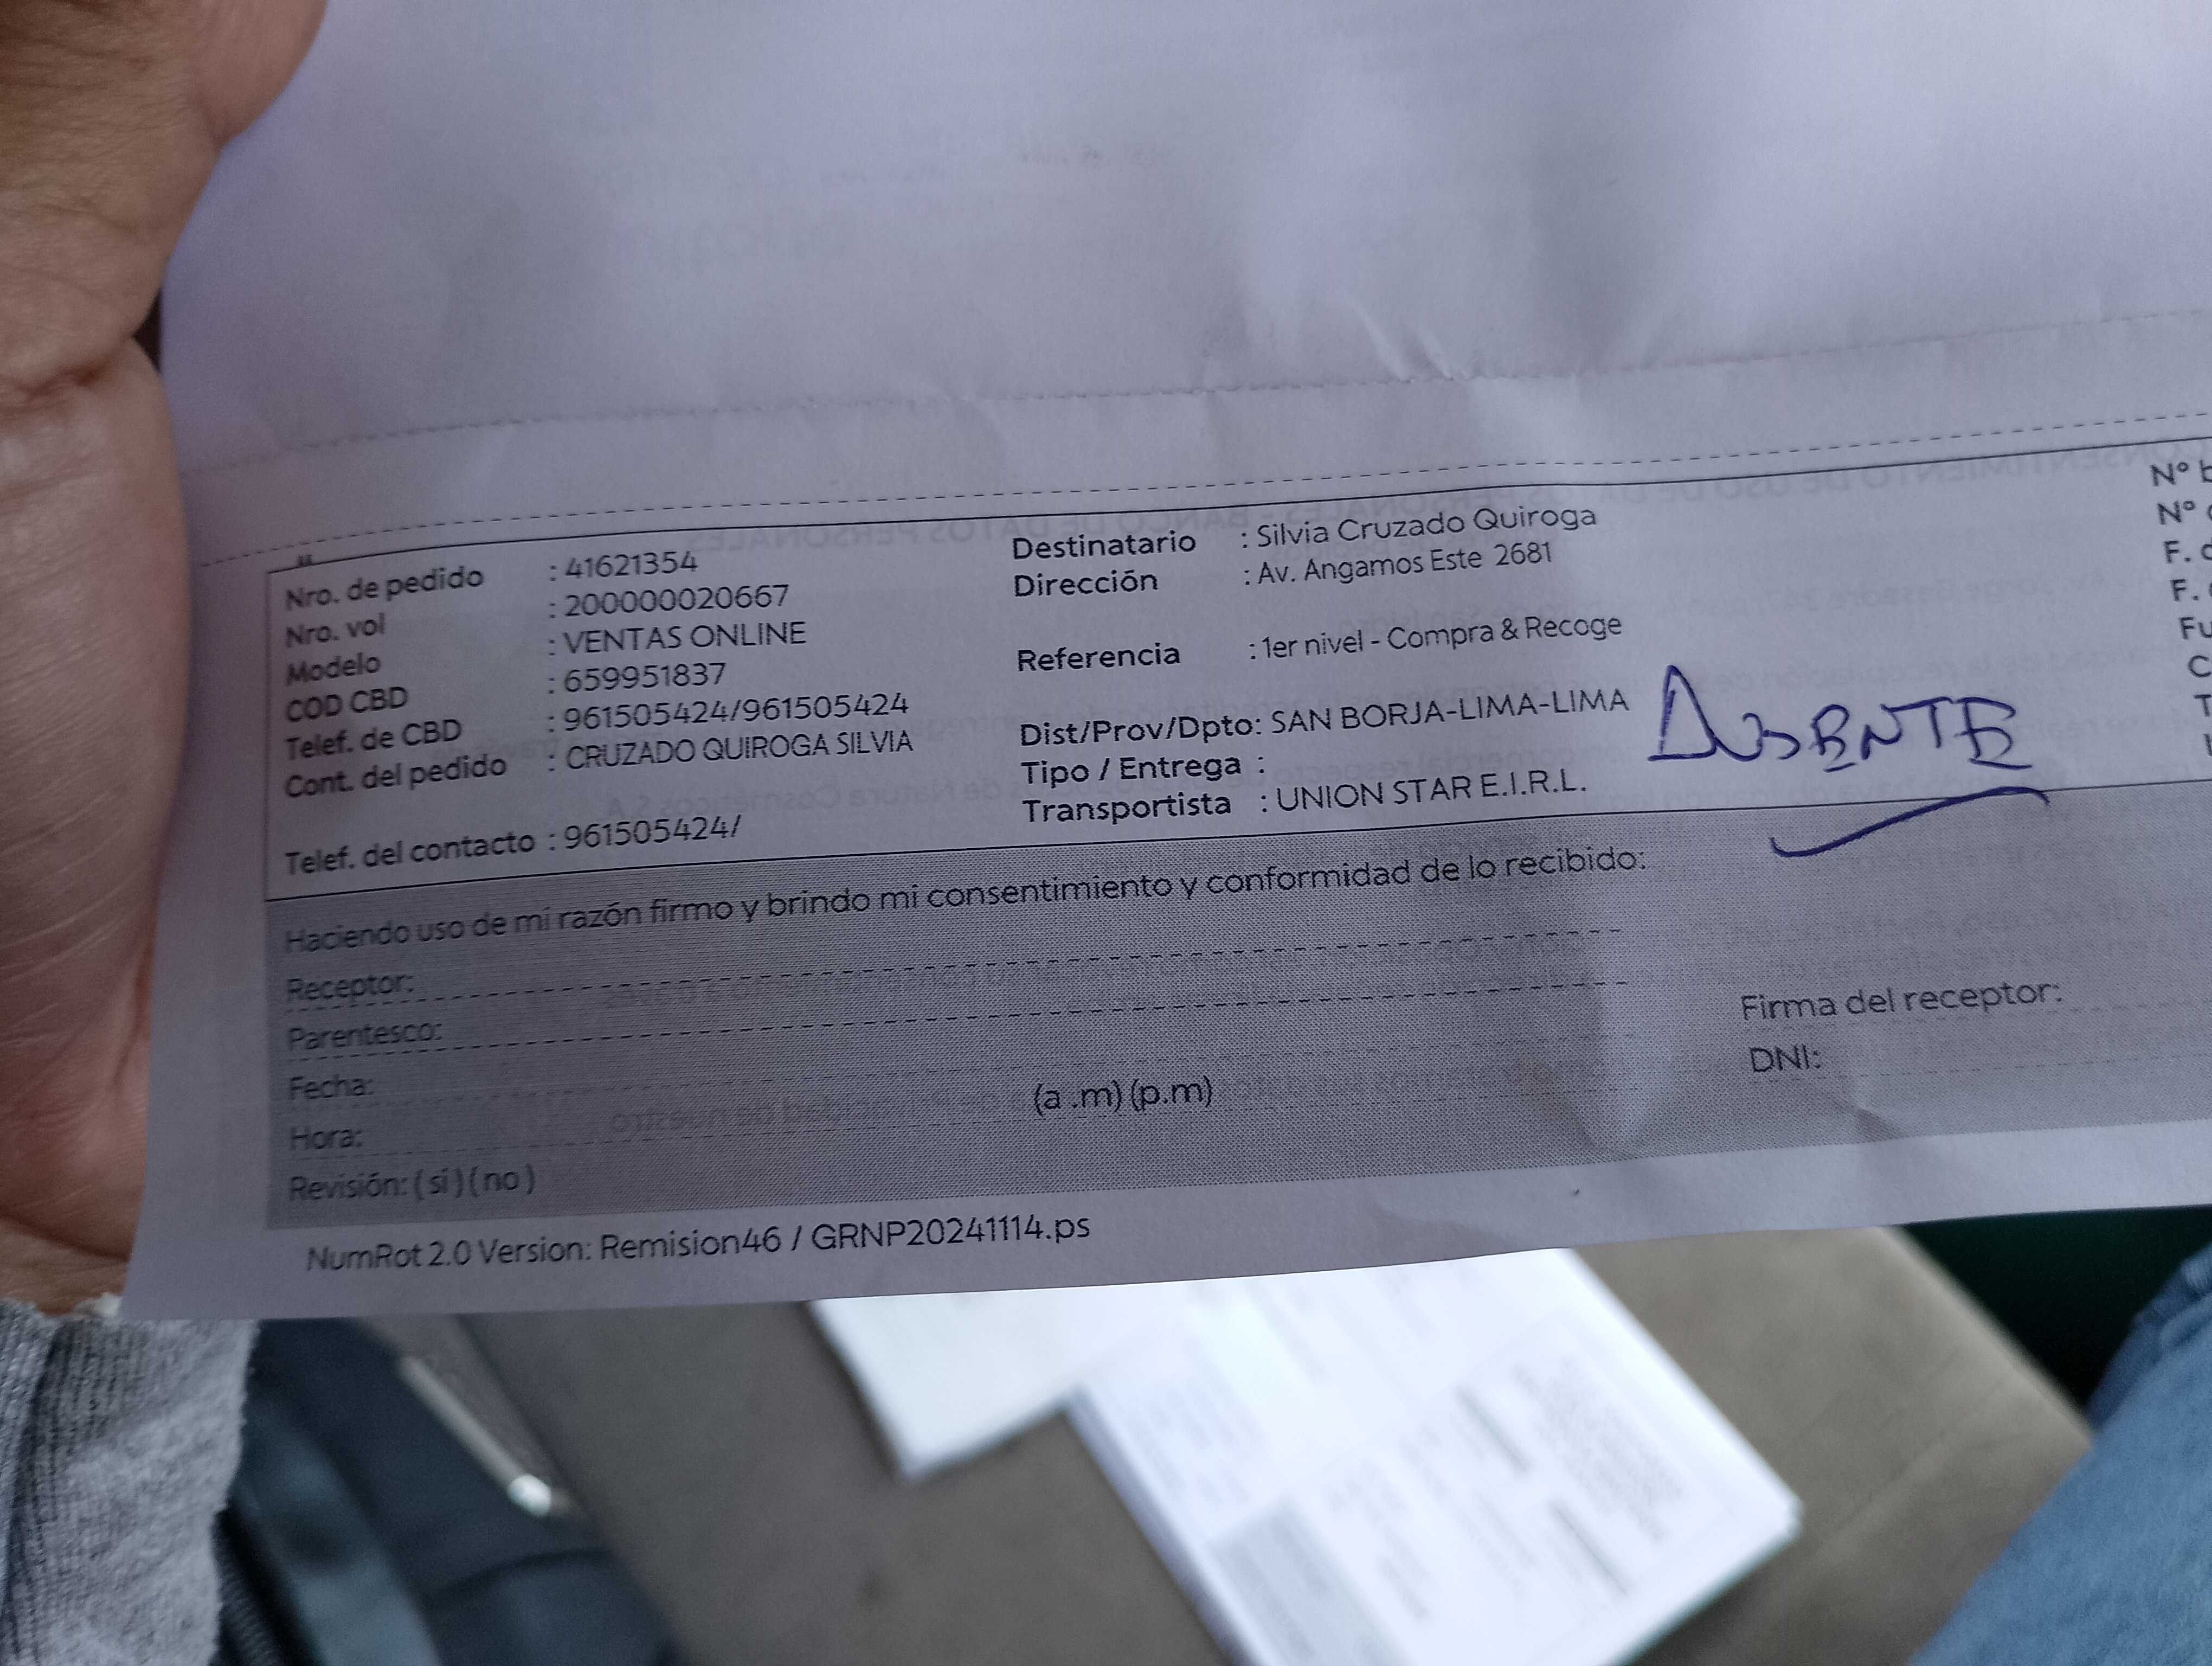 Nro. de pedido : 41621354
Nro. vol : 200000020667
Modelo : VENTAS ONLINE
COD CBD : 659951837
Telef. de CBD : 961505424/961505424
Cont. del pedido : CRUZADO QUIROGA SILVIA
Telef. del contacto : 961505424/
Destinatario : Silvia Cruzado Quiroga
Dirección : Av. Angamos Este 2681
Referencia : 1er nivel - Compra & Recoge
Dist/Prov/Dpto: SAN BORJA-LIMA-LIMA
Tipo / Entrega :
Transportista : UNION STAR E.I.R.L.
AUSENTE
N°
N°
F.
F.
Fu
C
T
Haciendo uso de mi razón firmo y brindo mi consentimiento y conformidad de lo recibido:
Receptor:
Parentesco:
Fecha:
Hora: (a .m) (p.m)
Revisión: ( sí ) ( no )
Firma del receptor:
DNI:
NumRot 2.0 Version: Remision46 / GRNP20241114.ps